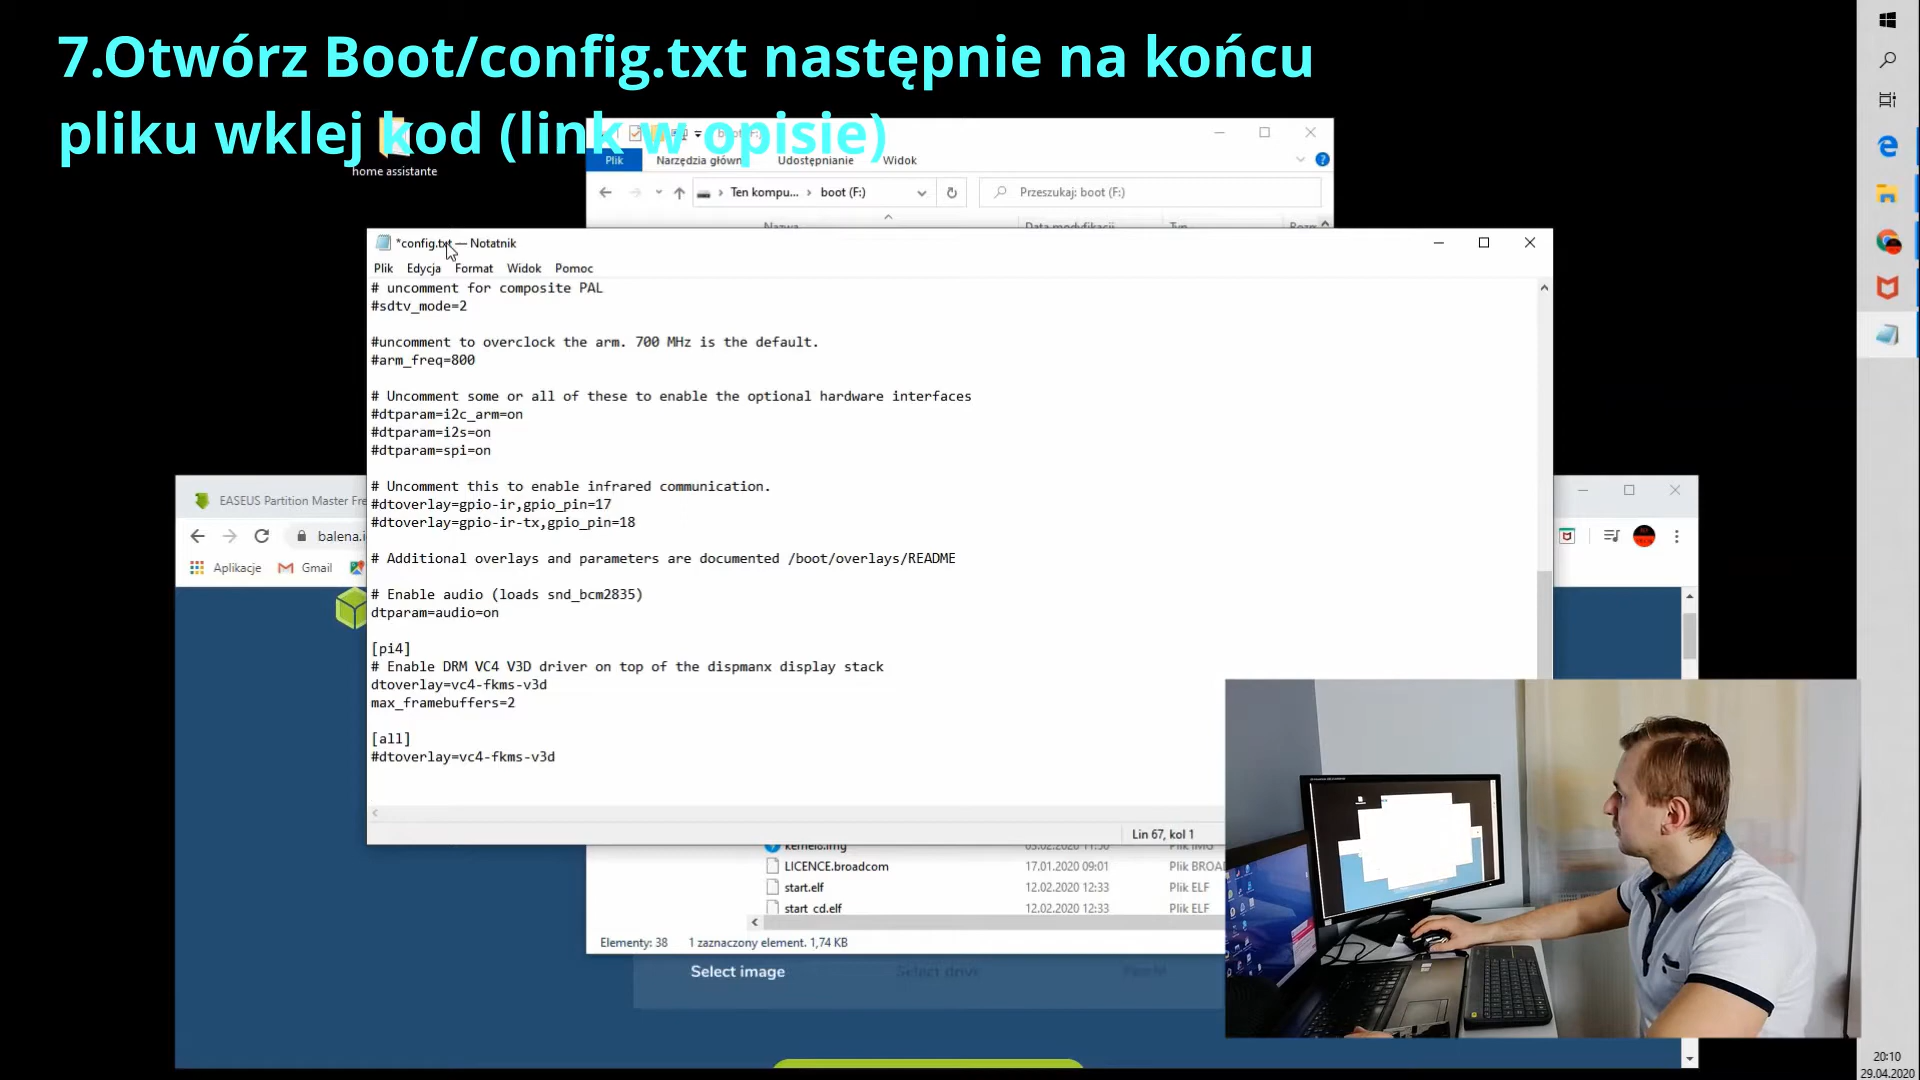 7.Otwórz Boot/config.txt następnie na końcu
pliku wklej kod (link w opisie)
home assistante
Plik Narzędzia główn Udostępnianie Widok
Ten kompu... › boot (F:)
Przeszukaj: boot (F:)
*config.txt — Notatnik
Plik Edycja Format Widok Pomoc
# uncomment for composite PAL
#sdtv_mode=2
#uncomment to overclock the arm. 700 MHz is the default.
#arm_freq=800
# Uncomment some or all of these to enable the optional hardware interfaces
#dtparam=i2c_arm=on
#dtparam=i2s=on
#dtparam=spi=on
# Uncomment this to enable infrared communication.
#dtoverlay=gpio-ir,gpio_pin=17
#dtoverlay=gpio-ir-tx,gpio_pin=18
# Additional overlays and parameters are documented /boot/overlays/README
# Enable audio (loads snd_bcm2835)
dtparam=audio=on
[pi4]
# Enable DRM VC4 V3D driver on top of the dispmanx display stack
dtoverlay=vc4-fkms-v3d
max_framebuffers=2
[all]
#dtoverlay=vc4-fkms-v3d
Lin 67, kol 1
EASEUS Partition Master Fre
balena.i
Aplikacje Gmail
LICENCE.broadcom 17.01.2020 09:01 Plik BROA
start.elf 12.02.2020 12:33 Plik ELF
start_cd.elf 12.02.2020 12:33 Plik ELF
Elementy: 38 1 zaznaczony element. 1,74 KB
Select image Select drive
20:10
29.04.2020